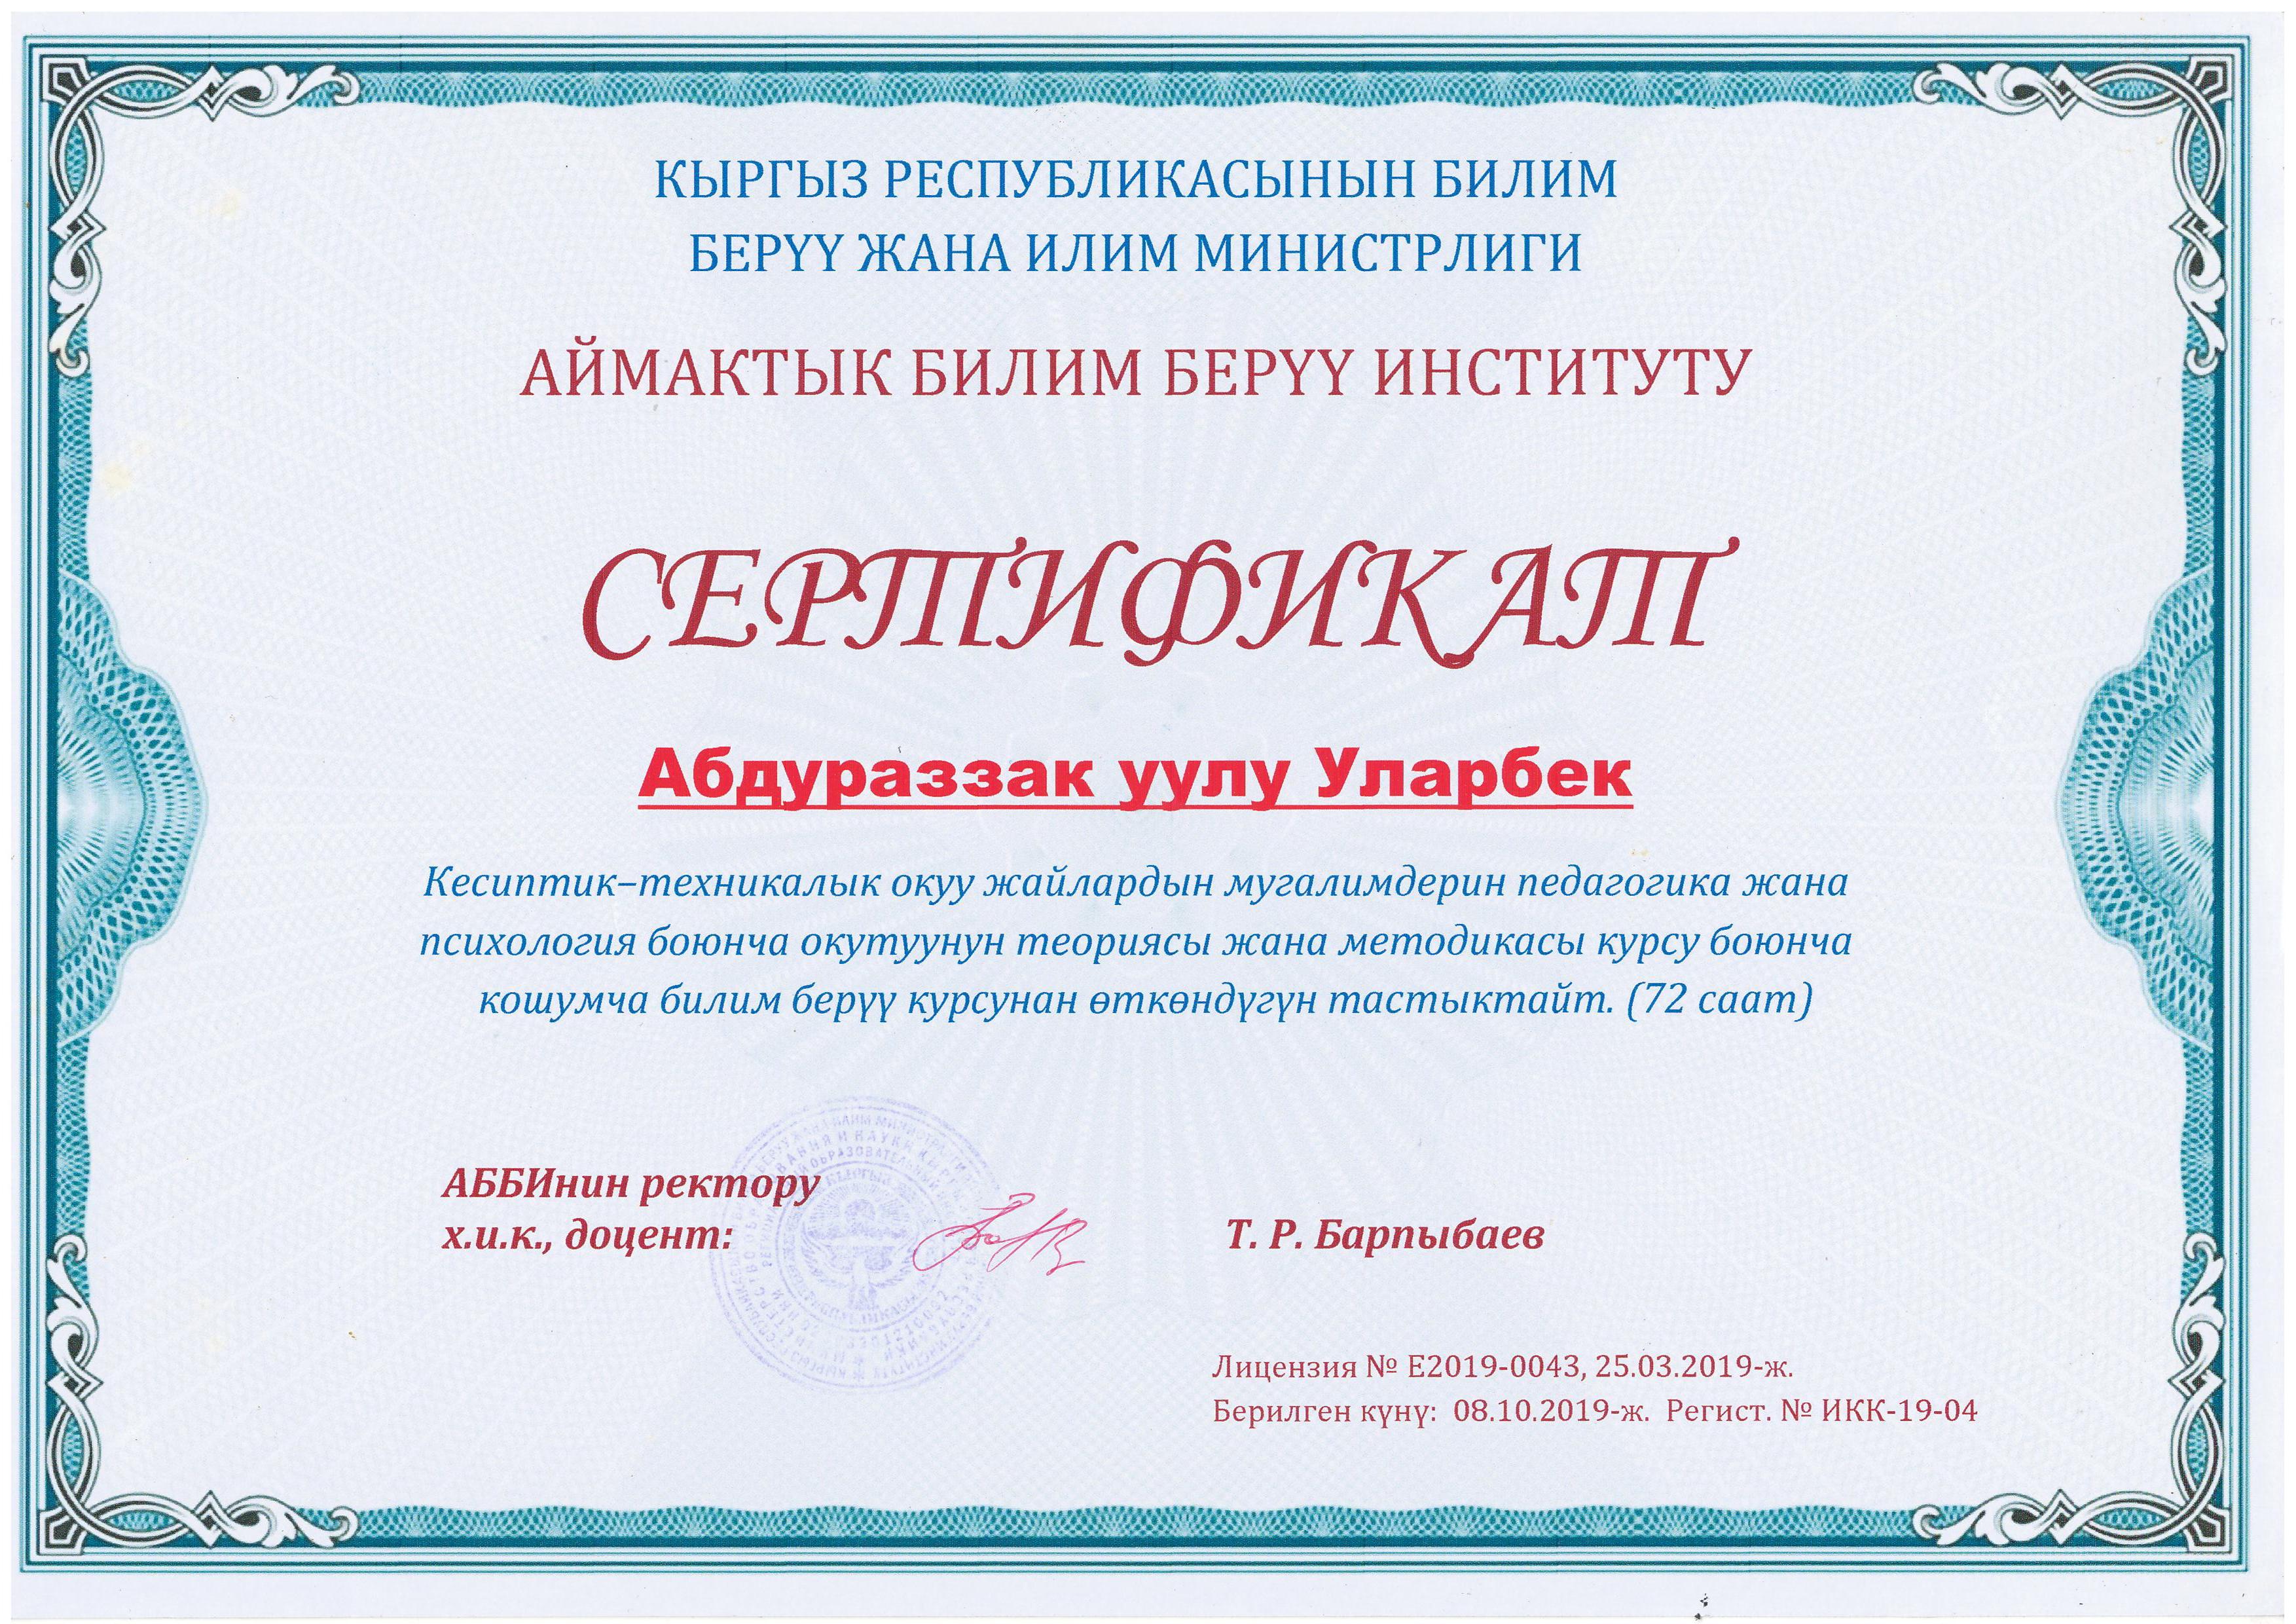 КЫРГЫЗ РЕСПУБЛИКАСЫНЫН БИЛИМ
БЕРҮҮ ЖАНА ИЛИМ МИНИСТРЛИГИ
АЙМАКТЫК БИЛИМ БЕРҮҮ ИНСТИТУТУ
СЕРТИФИКАТ
Абдураззак уулу Уларбек
Кесиптик–техникалык окуу жайлардын мугалимдерин педагогика жана
психология боюнча окутуунун теориясы жана методикасы курсу боюнча
кошумча билим берүү курсунан өткөндүгүн тастыктайт. (72 саат)
АББИнин ректору
х.и.к., доцент:
Т. Р. Барпыбаев
Лицензия № Е2019-0043, 25.03.2019-ж.
Берилген күнү: 08.10.2019-ж. Регист. № ИКК-19-04